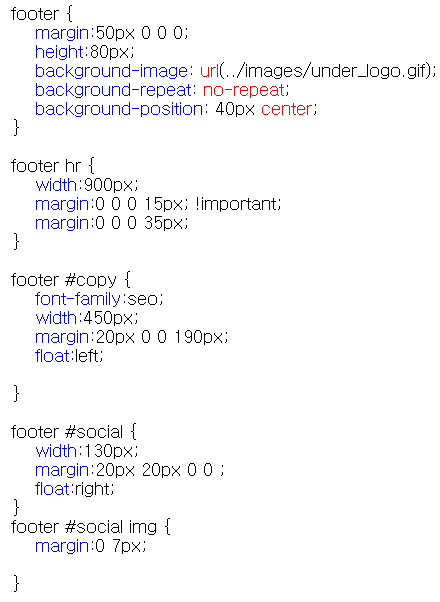 footer {
margin:50px 0 0 0;
height:80px;
background-image: url(../images/under_logo.gif);
background-repeat: no-repeat;
background-position: 40px center;
}
footer hr {
width:900px;
margin:0 0 0 15px; !important;
margin:0 0 0 35px;
}
footer #copy {
font-family:seo;
width:450px;
margin:20px 0 0 190px;
float:left;
}
footer #social {
width:130px;
margin:20px 20px 0 0 ;
float:right;
}
footer #social img {
margin:0 7px;
}